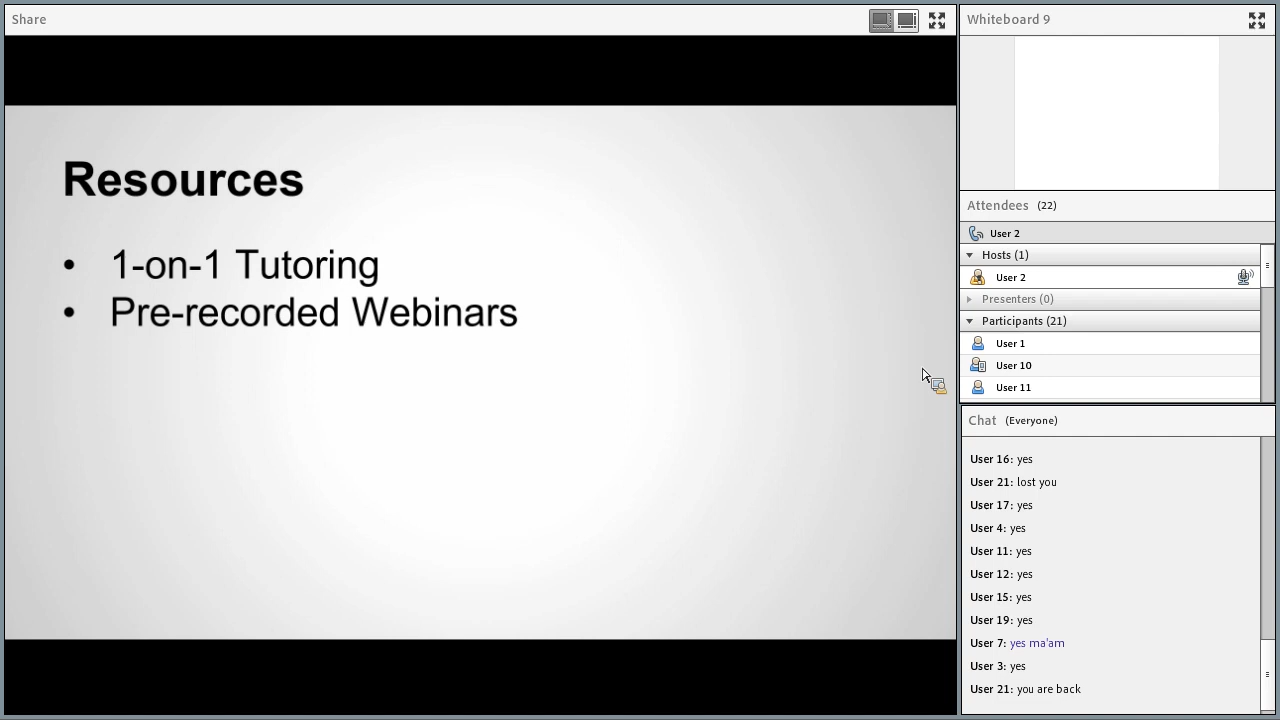 Share
Resources
• 1-on-1 Tutoring
• Pre-recorded Webinars
Whiteboard 9
Attendees (22)
User 2
Hosts (1)
User 2
Presenters (0)
Participants (21)
User 1
User 10
User 11
Chat (Everyone)
User 16: yes
User 21: lost you
User 17: yes
User 4: yes
User 11: yes
User 12: yes
User 15: yes
User 19: yes
User 7: yes ma'am
User 3: yes
User 21: you are back